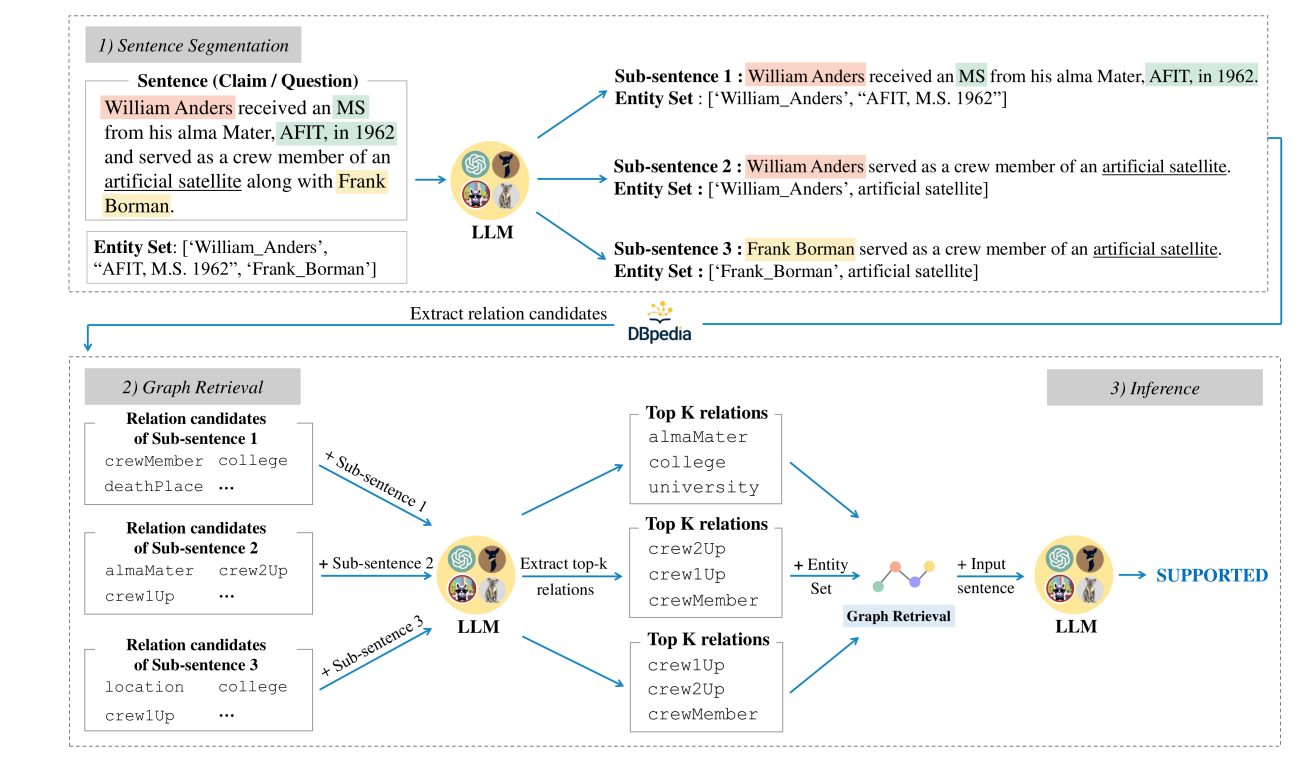 1) Sentence Segmentation
Sentence (Claim / Question)
William Anders received an MS
from his alma Mater, AFIT, in 1962
and served as a crew member of an
artificial satellite along with Frank
Borman.
Entity Set: [‘William_Anders’,
“AFIT, M.S. 1962”, ‘Frank_Borman’]
LLM
Sub-sentence 1 : William Anders received an MS from his alma Mater, AFIT, in 1962.
Entity Set : [‘William_Anders’, “AFIT, M.S. 1962”]
Sub-sentence 2 : William Anders served as a crew member of an artificial satellite.
Entity Set : [‘William_Anders’, artificial satellite]
Sub-sentence 3 : Frank Borman served as a crew member of an artificial satellite.
Entity Set : [‘Frank_Borman’, artificial satellite]
Extract relation candidates
DBpedia
2) Graph Retrieval
3) Inference
Relation candidates
of Sub-sentence 1
crewMember college
deathPlace ...
+ Sub-sentence 1
Relation candidates
of Sub-sentence 2
almaMater crew2Up
crew1Up ...
+ Sub-sentence 2
Relation candidates
of Sub-sentence 3
location college
crew1Up ...
+ Sub-sentence 3
LLM
Extract top-k
relations
Top K relations
almaMater
college
university
Top K relations
crew2Up
crew1Up
crewMember
Top K relations
crew1Up
crew2Up
crewMember
+ Entity
Set
Graph Retrieval
+ Input
sentence
LLM
SUPPORTED